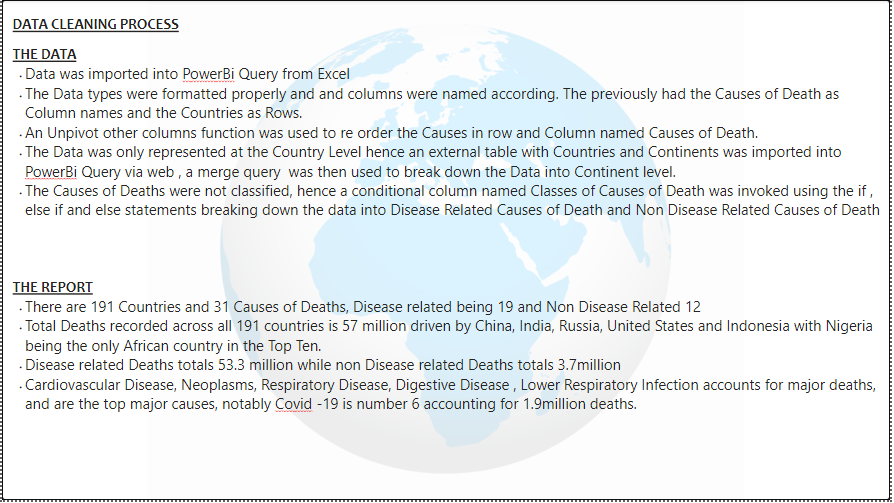 DATA CLEANING PROCESS
THE DATA
· Data was imported into PowerBi Query from Excel
· The Data types were formatted properly and and columns were named according. The previously had the Causes of Death as
Column names and the Countries as Rows.
· An Unpivot other columns function was used to re order the Causes in row and Column named Causes of Death.
· The Data was only represented at the Country Level hence an external table with Countries and Continents was imported into
PowerBi Query via web , a merge query  was then used to break down the Data into Continent level.
· The Causes of Deaths were not classified, hence a conditional column named Classes of Causes of Death was invoked using the if ,
else if and else statements breaking down the data into Disease Related Causes of Death and Non Disease Related Causes of Death
THE REPORT
· There are 191 Countries and 31 Causes of Deaths, Disease related being 19 and Non Disease Related 12
· Total Deaths recorded across all 191 countries is 57 million driven by China, India, Russia, United States and Indonesia with Nigeria
being the only African country in the Top Ten.
· Disease related Deaths totals 53.3 million while non Disease related Deaths totals 3.7million
· Cardiovascular Disease, Neoplasms, Respiratory Disease, Digestive Disease , Lower Respiratory Infection accounts for major deaths,
and are the top major causes, notably Covid -19 is number 6 accounting for 1.9million deaths.